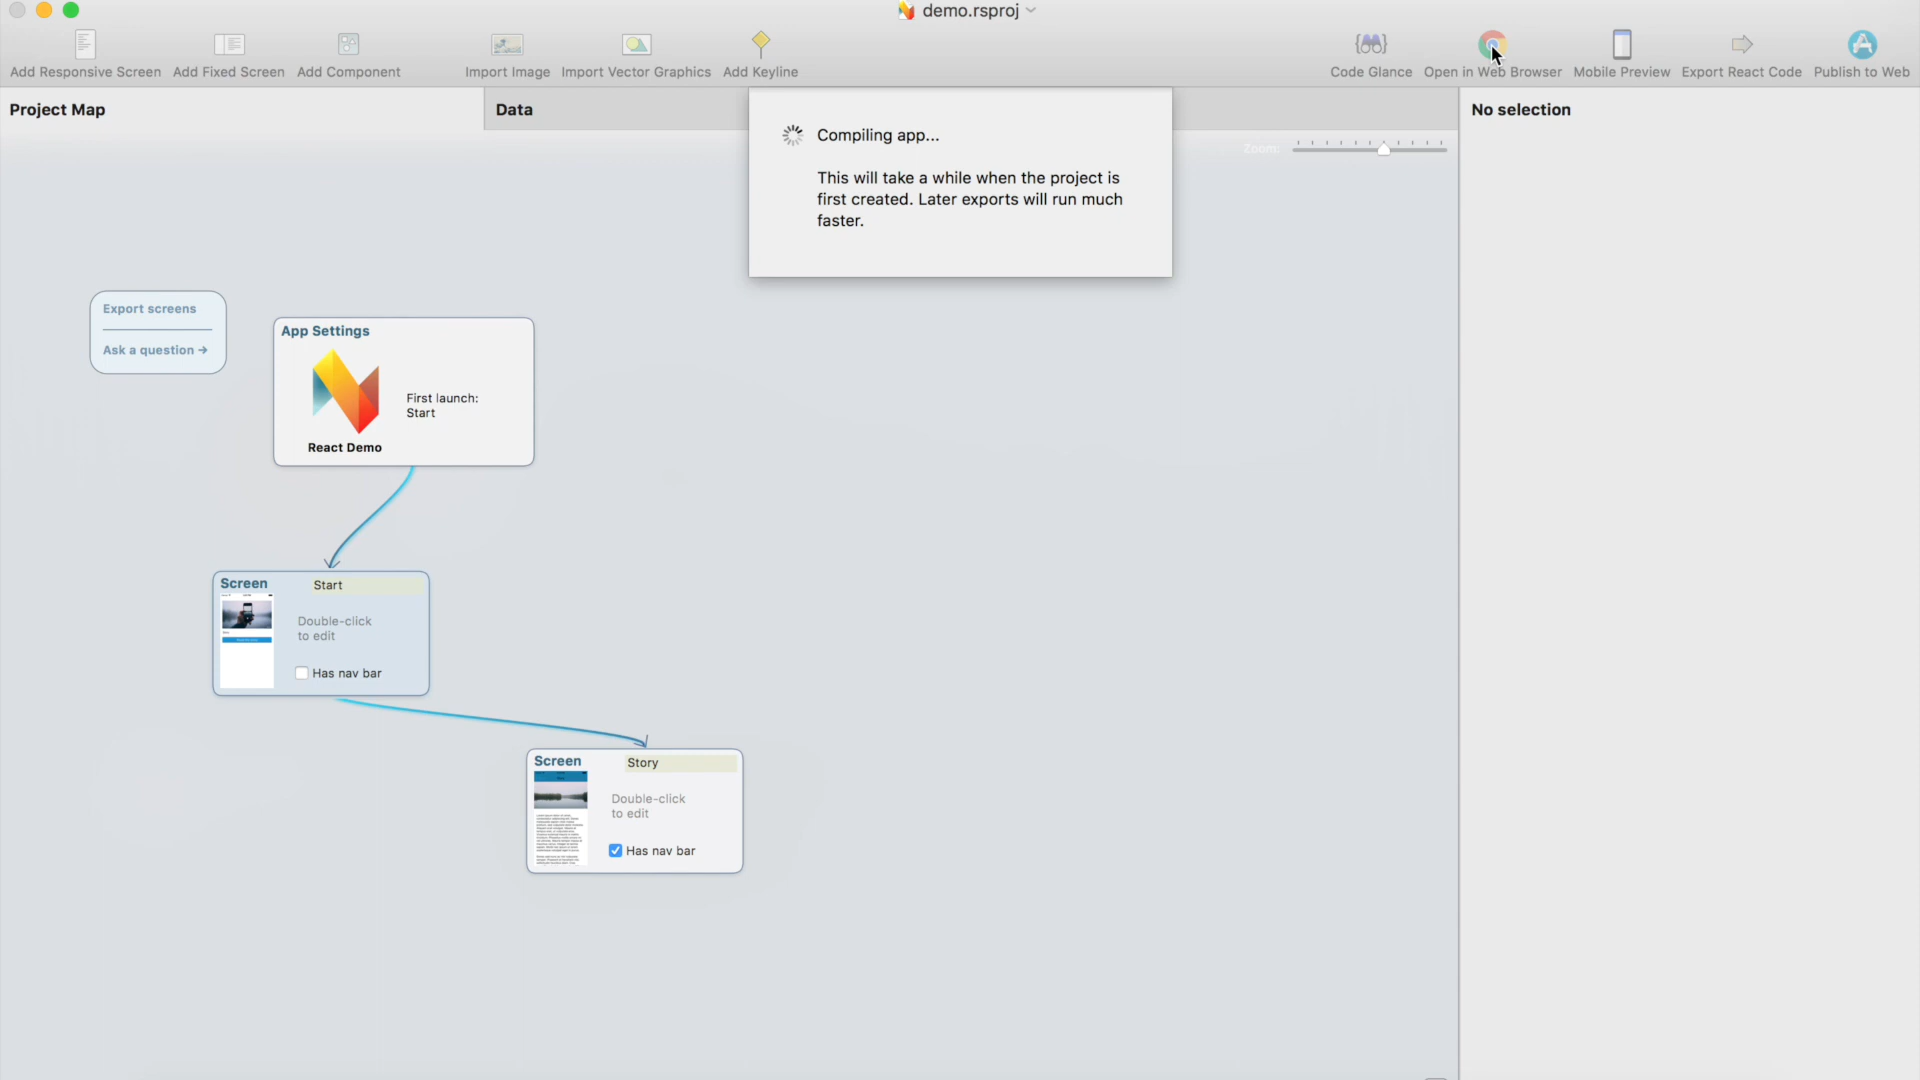 demo.rsproj
Add Responsive Screen
Add Fixed Screen
Add Component
Import Image
Import Vector Graphics
Add Keyline
Code Glance
Open in Web Browser
Mobile Preview
Export React Code
Publish to Web
Project Map
Data
No selection
Zoom:
Compiling app...
This will take a while when the project is
first created. Later exports will run much
faster.
Export screens
Ask a question →
App Settings
First launch:
Start
React Demo
Screen
Start
Double-click
to edit
Has nav bar
Screen
Story
Double-click
to edit
Has nav bar